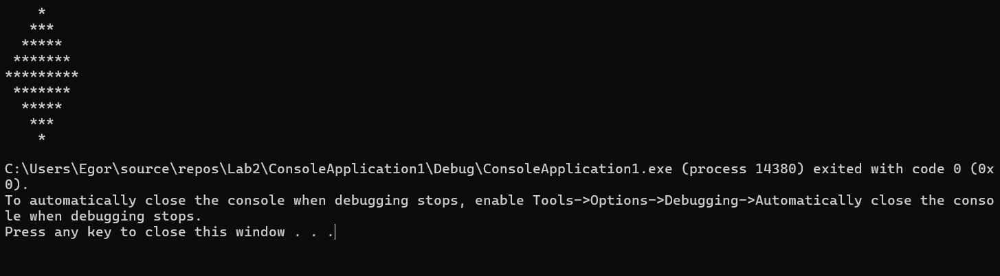 *
   ***
  *****
 *******
*********
 *******
  *****
   ***
    *
C:\Users\Egor\source\repos\Lab2\ConsoleApplication1\Debug\ConsoleApplication1.exe (process 14380) exited with code 0 (0x
0).
To automatically close the console when debugging stops, enable Tools->Options->Debugging->Automatically close the conso
le when debugging stops.
Press any key to close this window . . .